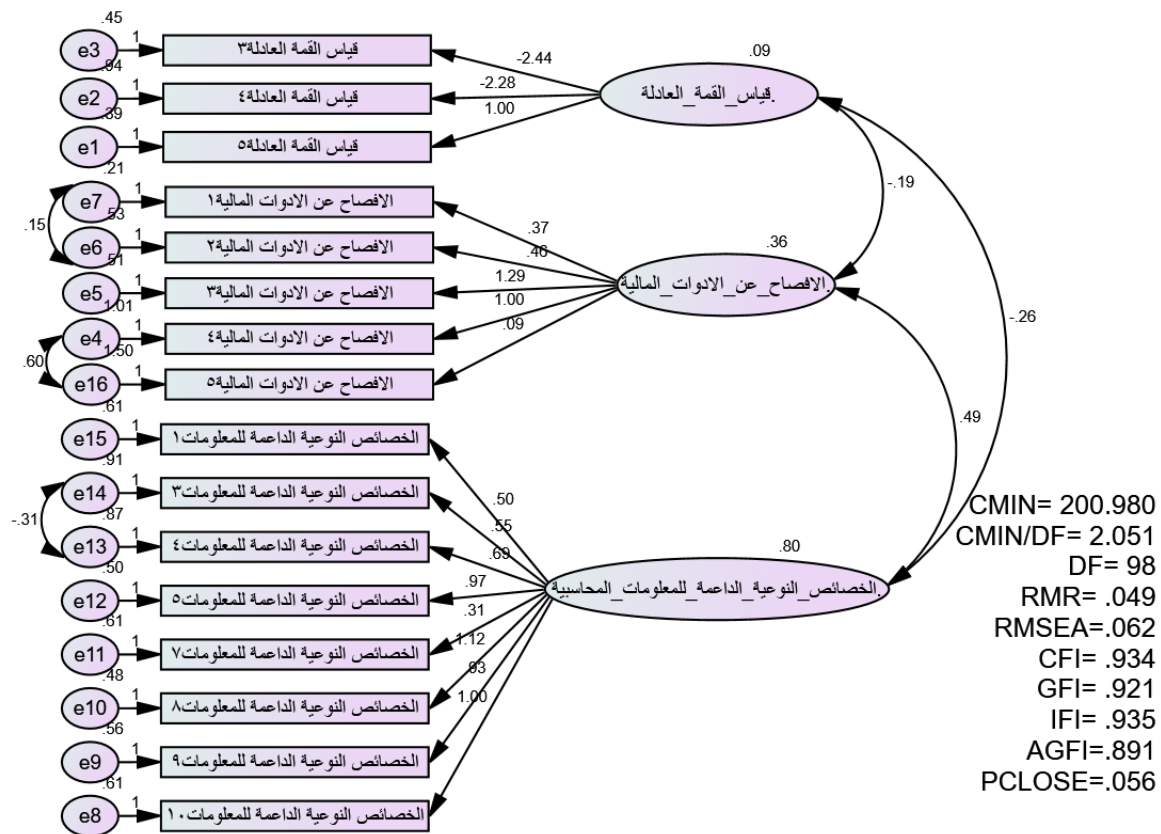 .45
e3 1 قياس القمة العادلة٣
-2.44
.09
.94
e2 1 قياس القمة العادلة٤
-2.28
قياس_القمة_العادلة.
.39
e1 1 قياس القمة العادلة٥
1.00
.21
e7 1 الافصاح عن الادوات المالية١
-.19
.53
.15
.37
e6 1 الافصاح عن الادوات المالية٢
.46
.36
.51
e5 1 الافصاح عن الادوات المالية٣
1.29
الافصاح_عن_الادوات_المالية.
1.01
1.00
e4 1 الافصاح عن الادوات المالية٤
.09
-.26
1.50
.60
e16 1 الافصاح عن الادوات المالية٥
.61
.49
e15 1 الخصائص النوعية الداعمة للمعلومات١
.91
e14 1 الخصائص النوعية الداعمة للمعلومات٣
.50
.87
-.31
.55
e13 1 الخصائص النوعية الداعمة للمعلومات٤
.69
.80
.50
e12 1 الخصائص النوعية الداعمة للمعلومات٥
.97
الخصائص_النوعية_الداعمة_للمعلومات_المحاسبية.
.61
.31
e11 1 الخصائص النوعية الداعمة للمعلومات٧
1.12
.48
.93
e10 1 الخصائص النوعية الداعمة للمعلومات٨
1.00
.56
e9 1 الخصائص النوعية الداعمة للمعلومات٩
.61
e8 1 الخصائص النوعية الداعمة للمعلومات١٠
CMIN= 200.980
CMIN/DF= 2.051
DF= 98
RMR= .049
RMSEA=.062
CFI= .934
GFI= .921
IFI= .935
AGFI=.891
PCLOSE=.056